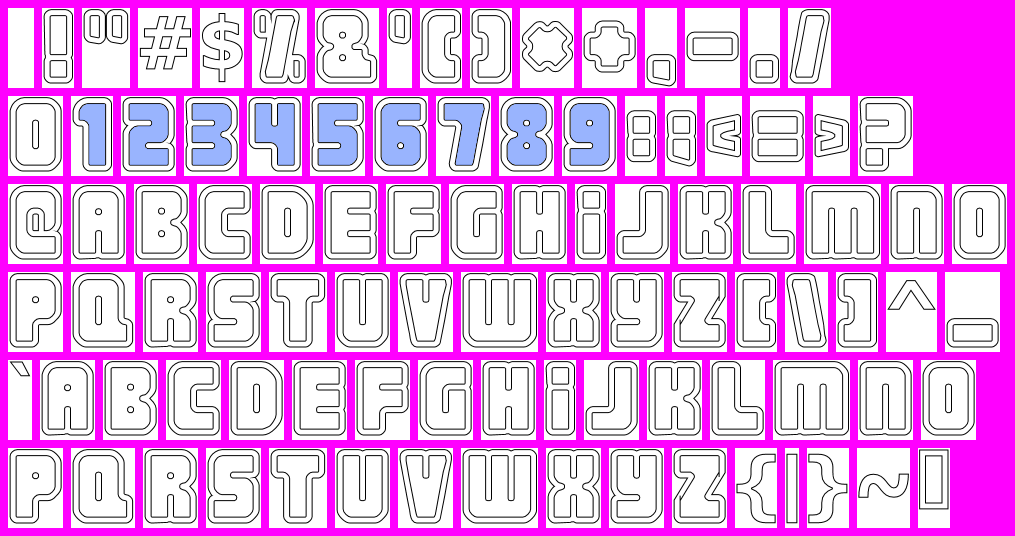 !"#$%&'()*+,-./
0123456789:;<=>?
@ABCDEFGHIJKLMNO
PQRSTUVWXYZ[\]^_
`ABCDEFGHIJKLMNO
PQRSTUVWXYZ{|}~